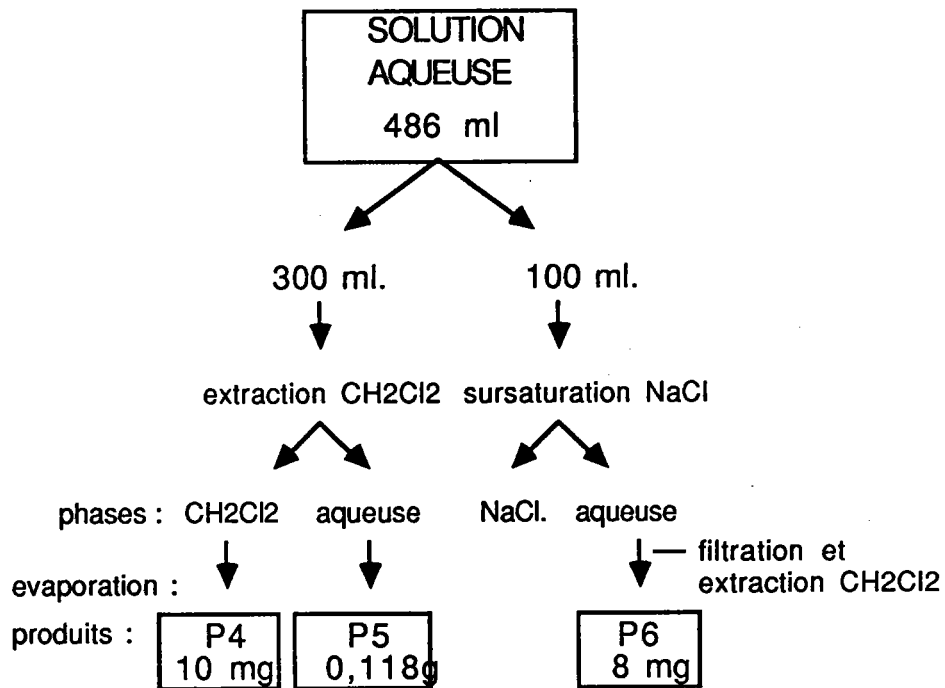 SOLUTION
AQUEUSE
486 ml
300 ml. 100 ml.
extraction CH2Cl2 sursaturation NaCl
phases : CH2Cl2 aqueuse NaCl. aqueuse
filtration et
extraction CH2Cl2
evaporation :
produits : P4 P5 P6
10 mg 0,118g 8 mg